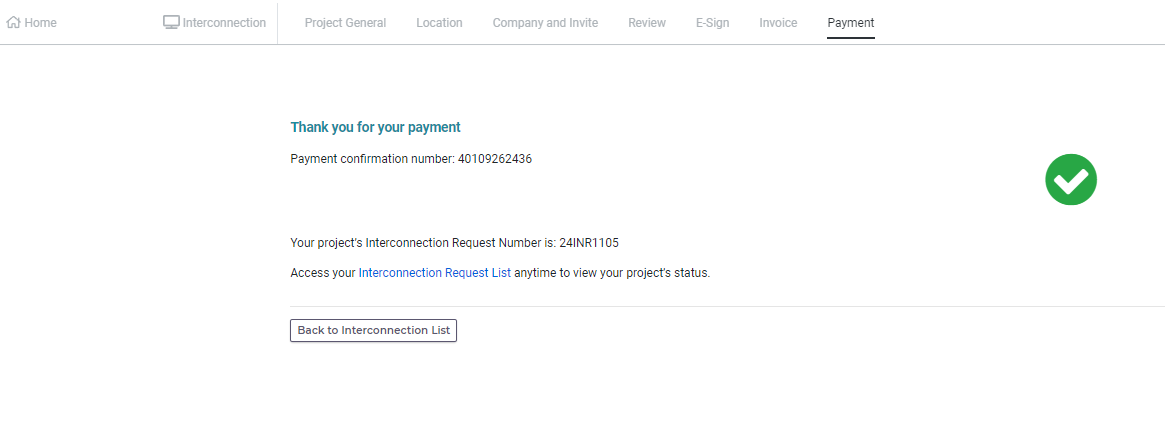 Home Interconnection Project General Location Company and Invite Review E-Sign Invoice Payment
Thank you for your payment
Payment confirmation number: 40109262436
Your project's Interconnection Request Number is: 24INR1105
Access your Interconnection Request List anytime to view your project's status.
Back to Interconnection List